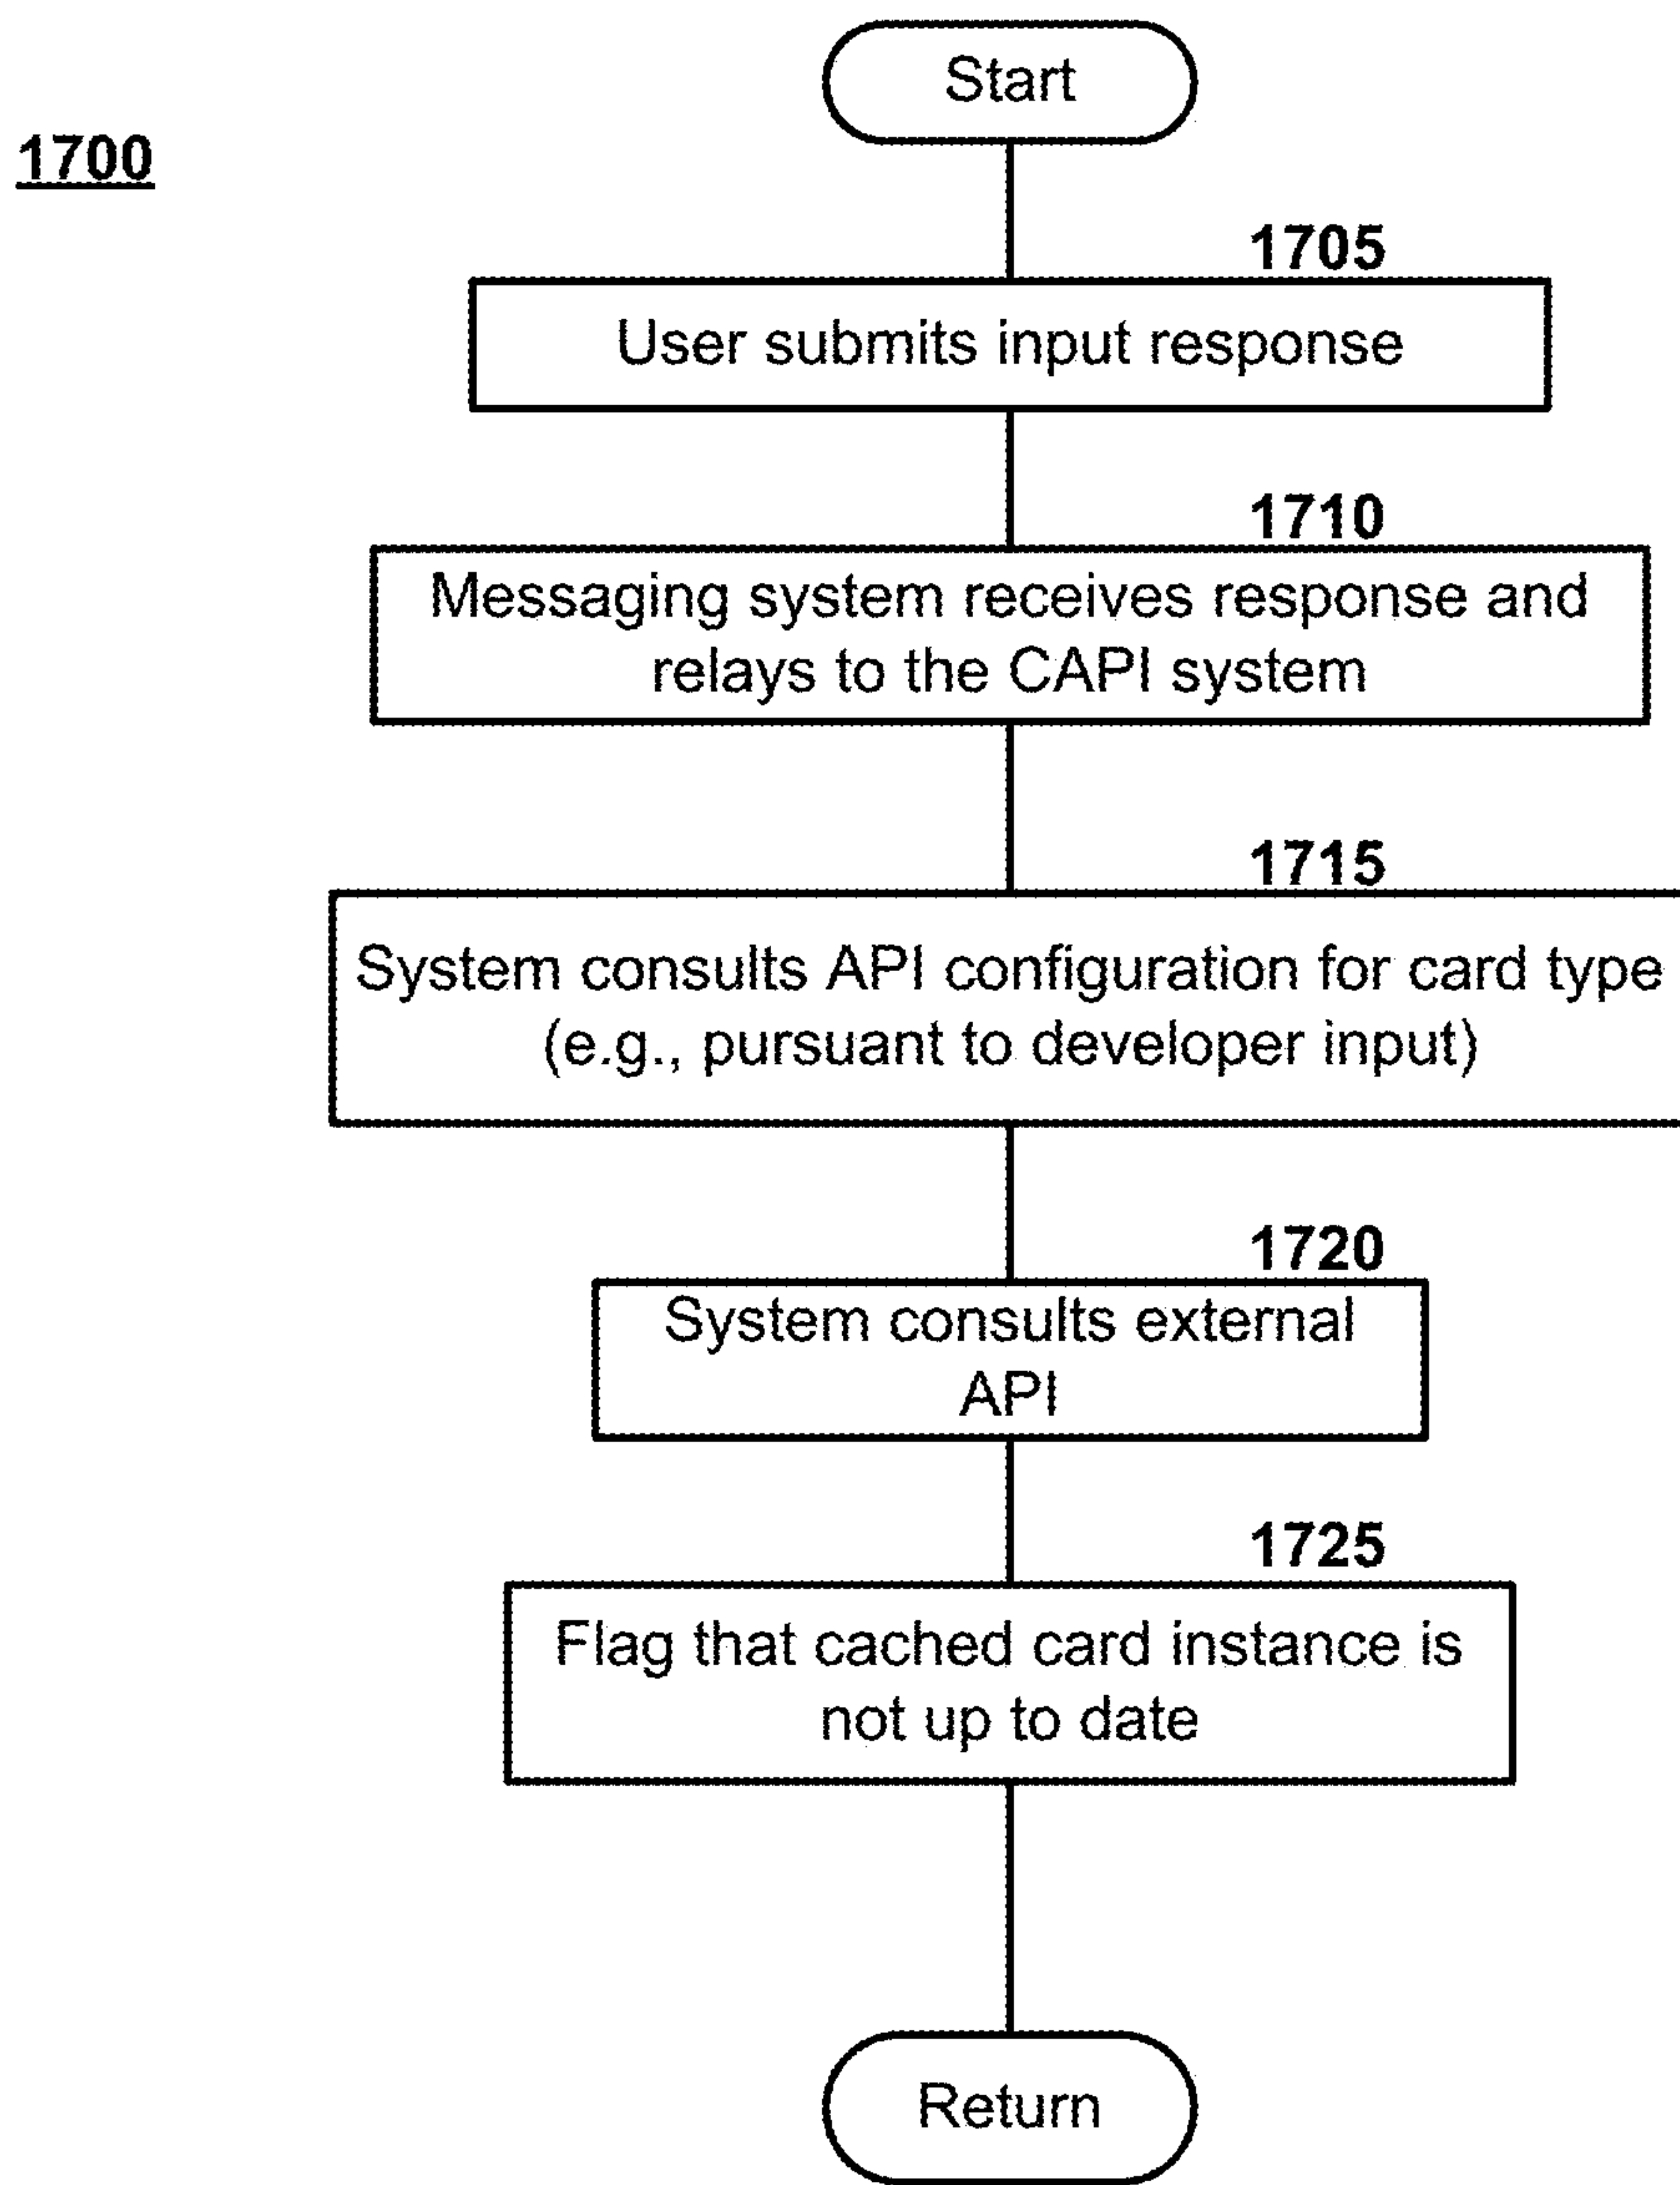 Start
1700
1705
User submits input response
1710
Messaging system receives response and
relays to the CAPI system
1715
System consults API configuration for card type
(e.g., pursuant to developer input)
1720
System consults external
API
1725
Flag that cached card instance is
not up to date
Return